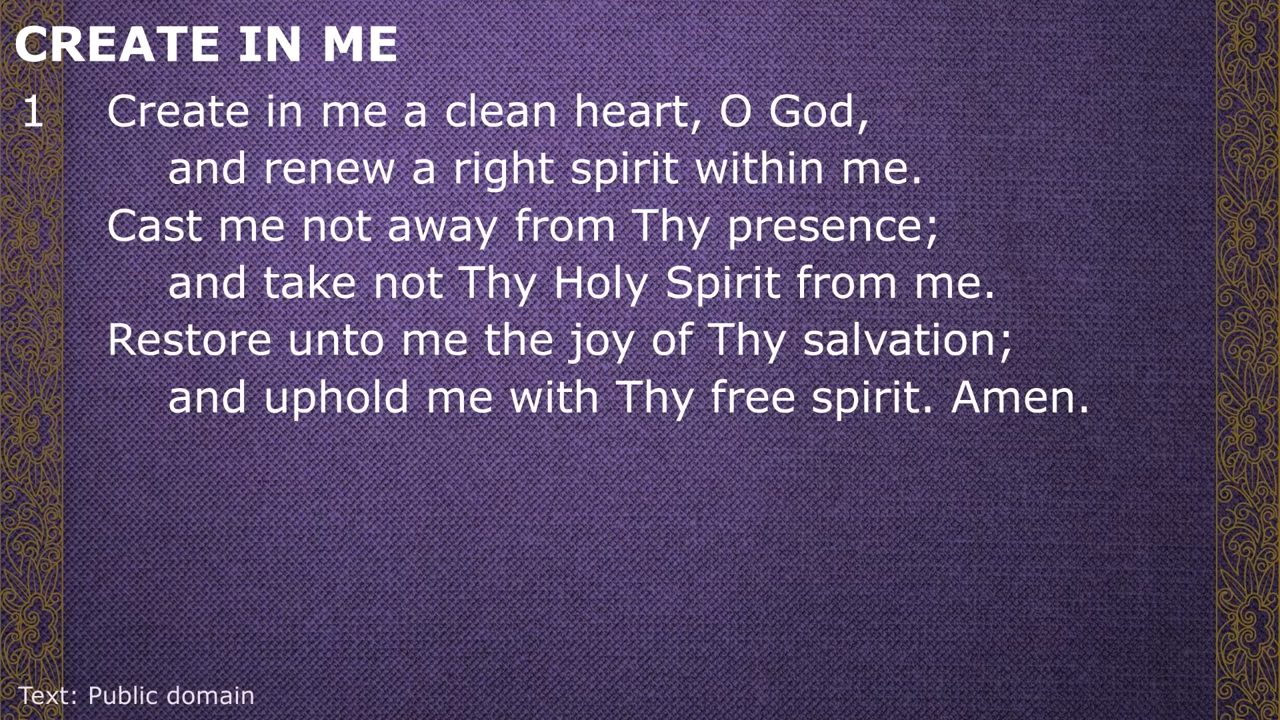 CREATE IN ME
1 Create in me a clean heart, O God,
and renew a right spirit within me.
Cast me not away from Thy presence;
and take not Thy Holy Spirit from me.
Restore unto me the joy of Thy salvation;
and uphold me with Thy free spirit. Amen.
Text: Public domain